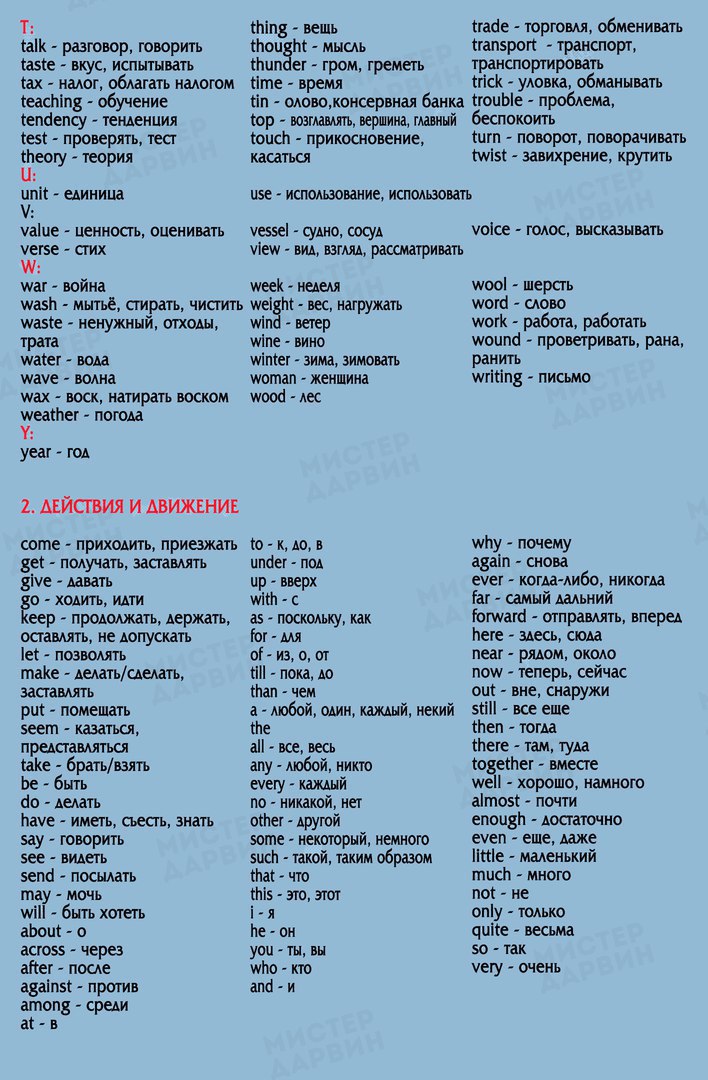 T:
talk - разговор, говорить
taste - вкус, испытывать
tax - налог, облагать налогом
teaching - обучение
tendency - тенденция
test - проверять, тест
theory - теория
thing - вещь
thought - мысль
thunder - гром, греметь
time - время
tin - олово,консервная банка
top - возглавлять, вершина, главный
touch - прикосновение,
касаться
trade - торговля, обменивать
transport - транспорт,
транспортировать
trick - уловка, обманывать
trouble - проблема,
беспокоить
turn - поворот, поворачивать
twist - завихрение, крутить
U:
unit - единица
use - использование, использовать
V:
value - ценность, оценивать
verse - стих
vessel - судно, сосуд
view - вид, взгляд, рассматривать
voice - голос, высказывать
W:
war - война
wash - мытьё, стирать, чистить
waste - ненужный, отходы,
трата
water - вода
wave - волна
wax - воск, натирать воском
weather - погода
week - неделя
weight - вес, нагружать
wind - ветер
wine - вино
winter - зима, зимовать
woman - женщина
wood - лес
wool - шерсть
word - слово
work - работа, работать
wound - проветривать, рана,
ранить
writing - письмо
Y:
year - год
2. ДЕЙСТВИЯ И ДВИЖЕНИЕ
come - приходить, приезжать
get - получать, заставлять
give - давать
go - ходить, идти
keep - продолжать, держать,
оставлять, не допускать
let - позволять
make - делать/сделать,
заставлять
put - помещать
seem - казаться,
представляться
take - брать/взять
be - быть
do - делать
have - иметь, съесть, знать
say - говорить
see - видеть
send - посылать
may - мочь
will - быть хотеть
about - о
across - через
after - после
against - против
among - среди
at - в
to - к, до, в
under - под
up - вверх
with - с
as - поскольку, как
for - для
of - из, о, от
till - пока, до
than - чем
a - любой, один, каждый, некий
the
all - все, весь
any - любой, никто
every - каждый
no - никакой, нет
other - другой
some - некоторый, немного
such - такой, таким образом
that - что
this - это, этот
i - я
he - он
you - ты, вы
who - кто
and - и
why - почему
again - снова
ever - когда-либо, никогда
far - самый дальний
forward - отправлять, вперед
here - здесь, сюда
near - рядом, около
now - теперь, сейчас
out - вне, снаружи
still - все еще
then - тогда
there - там, туда
together - вместе
well - хорошо, намного
almost - почти
enough - достаточно
even - еще, даже
little - маленький
much - много
not - не
only - только
quite - весьма
so - так
very - очень
МИСТЕР
ДАРВИН